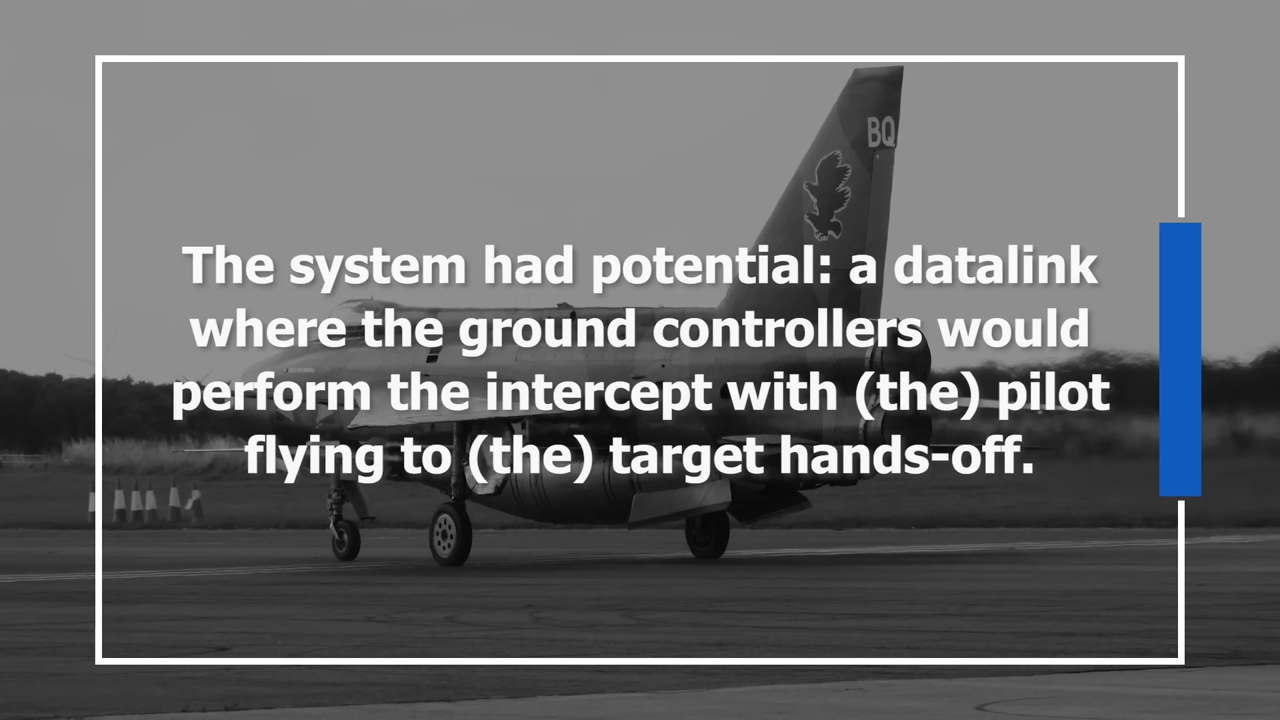 BQ
The system had potential: a datalink
where the ground controllers would
perform the intercept with (the) pilot
flying to (the) target hands-off.